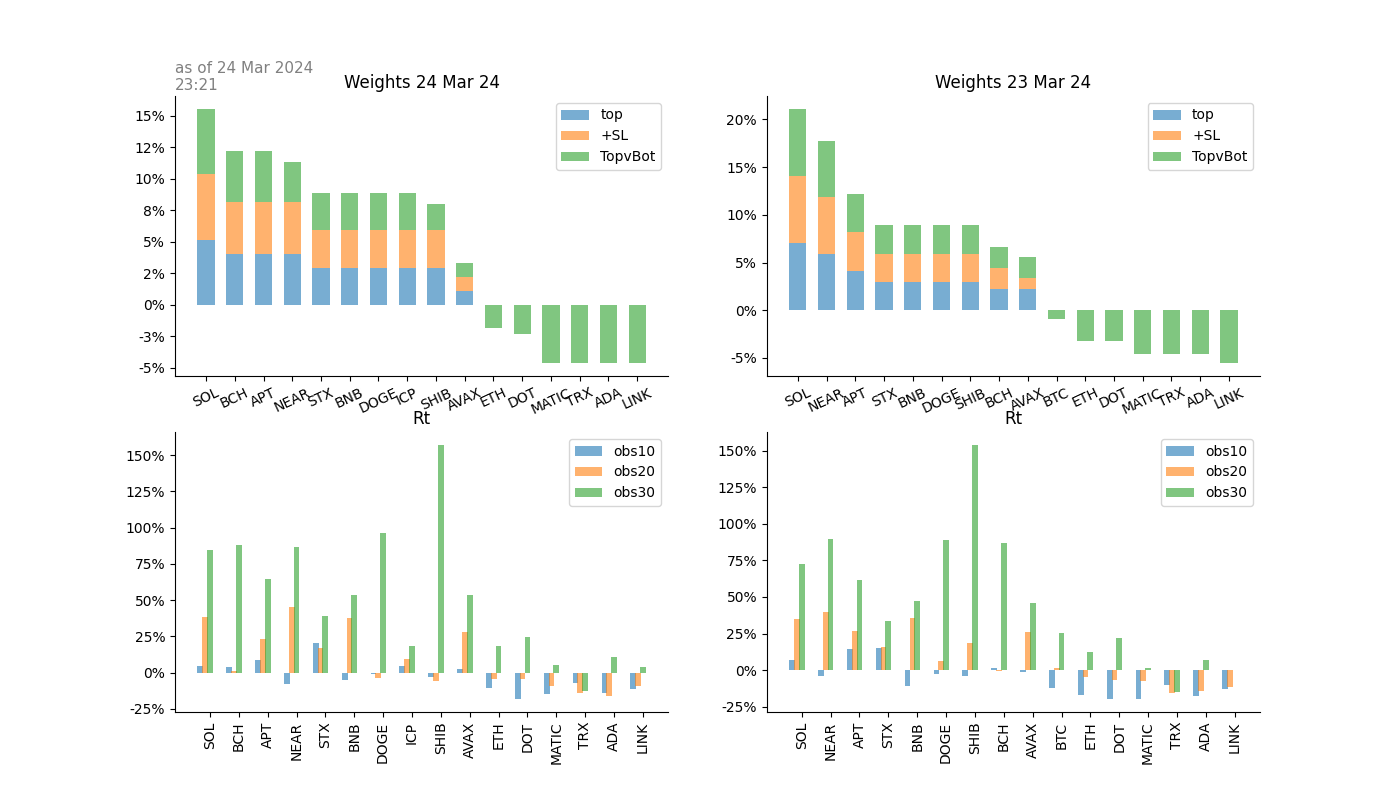 as of 24 Mar 2024
23:21
Weights 24 Mar 24
15%
12%
10%
8%
5%
2%
0%
-3%
-5%
top
+SL
TopvBot
SOL BCH APT NEAR STX BNB DOGE ICP SHIB AVAX ETH DOT MATIC TRX ADA LINK
Weights 23 Mar 24
20%
15%
10%
5%
0%
-5%
top
+SL
TopvBot
SOL NEAR APT STX BNB DOGE SHIB BCH AVAX BTC ETH DOT MATIC TRX ADA LINK
Rt
150%
125%
100%
75%
50%
25%
0%
-25%
obs10
obs20
obs30
SOL BCH APT NEAR STX BNB DOGE ICP SHIB AVAX ETH DOT MATIC TRX ADA LINK
Rt
150%
125%
100%
75%
50%
25%
0%
-25%
obs10
obs20
obs30
SOL NEAR APT STX BNB DOGE SHIB BCH AVAX BTC ETH DOT MATIC TRX ADA LINK